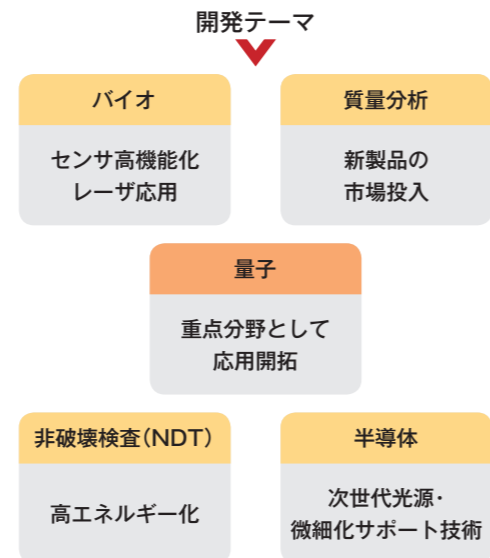 開発テーマ
バイオ
センサ高機能化
レーザ応用
質量分析
新製品の
市場投入
量子
重点分野として
応用開拓
非破壊検査(NDT)
高エネルギー化
半導体
次世代光源・
微細化サポート技術